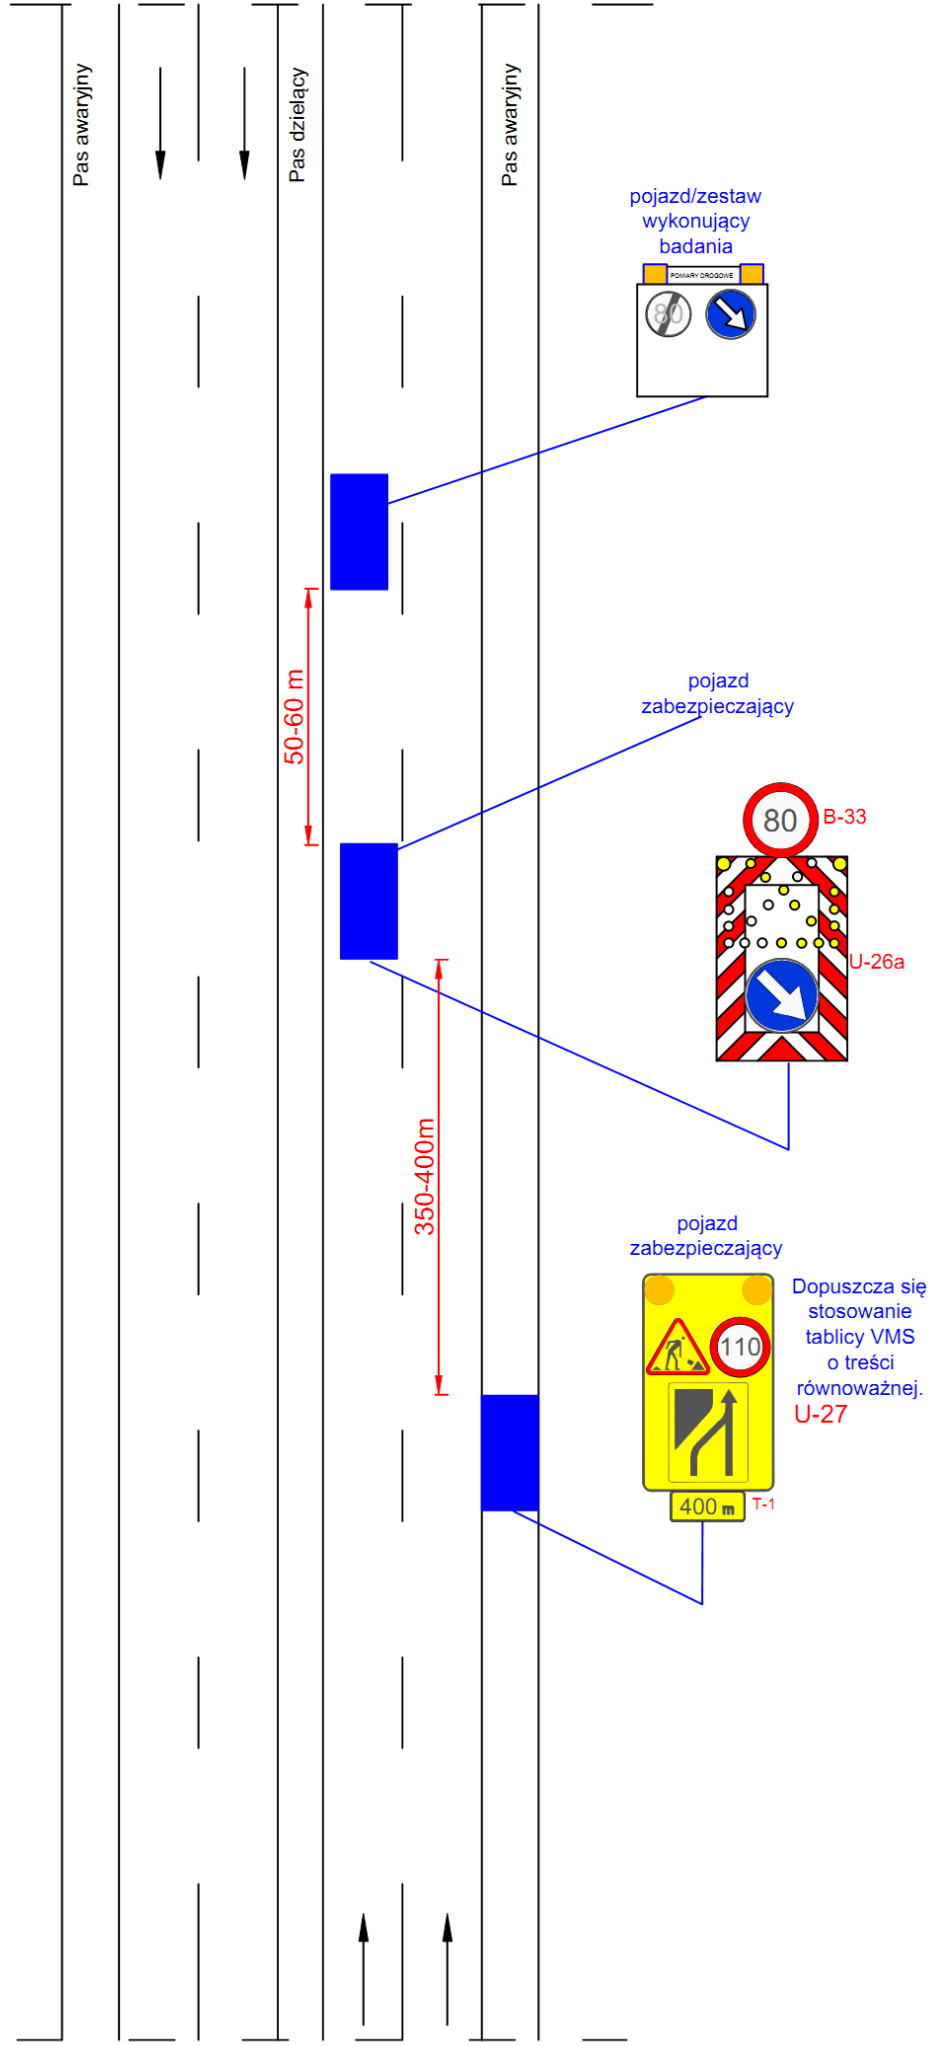 Pas awaryjny
Pas dzielący
Pas awaryjny
pojazd/zestaw
wykonujący
badania
POMIARY DROGOWE
80
50-60 m
pojazd
zabezpieczający
80
B-33
U-26a
350-400m
pojazd
zabezpieczający
Dopuszcza się
stosowanie
tablicy VMS
o treści
równoważnej.
U-27
110
400 m
T-1